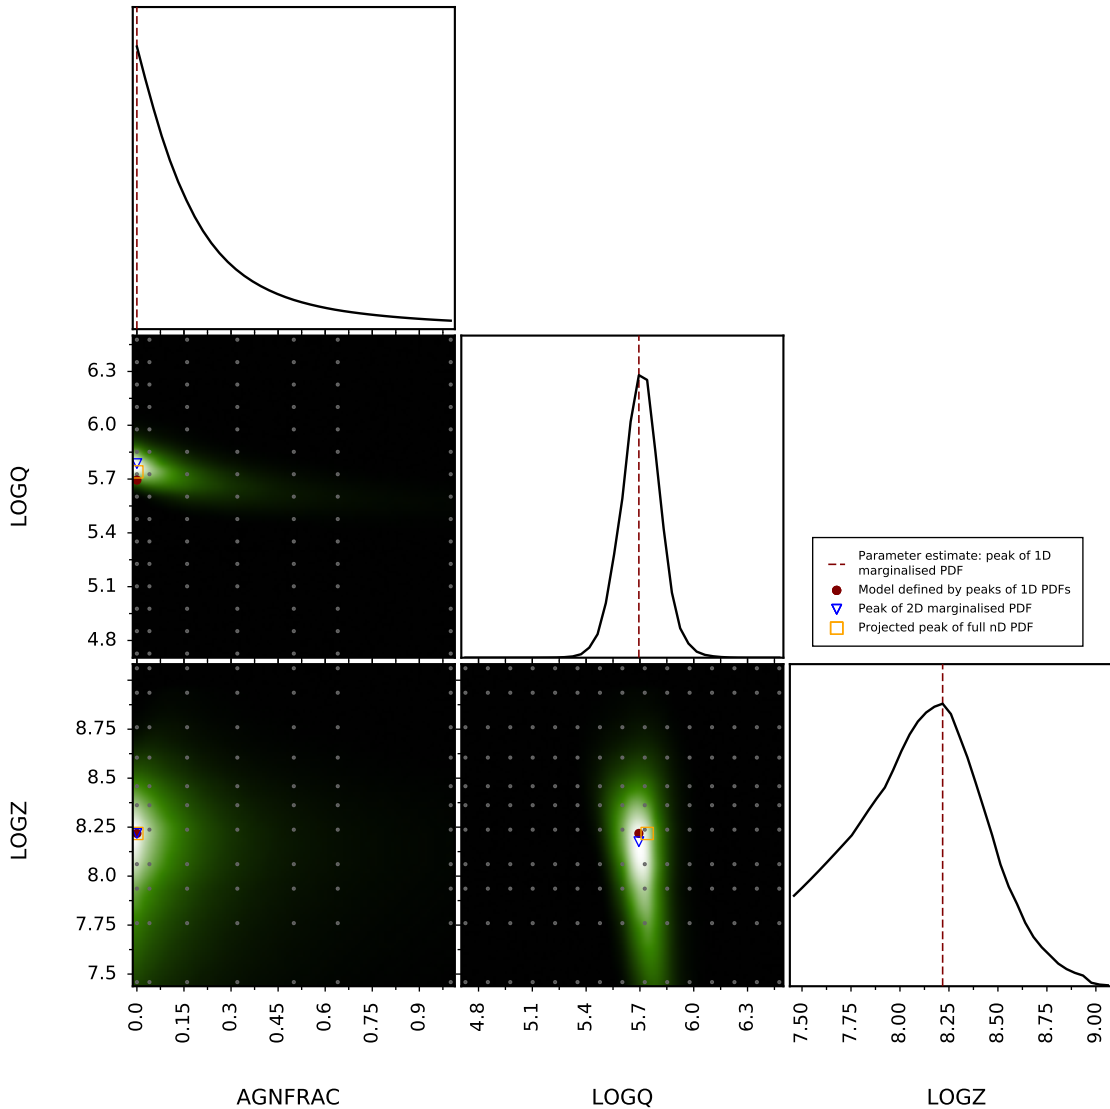 6.3
6.0
5.7
5.4
5.1
4.8
LOGQ
Parameter estimate: peak of 1D
marginalised PDF
Model defined by peaks of 1D PDFs
Peak of 2D marginalised PDF
Projected peak of full nD PDF
8.75
8.5
8.25
8.0
7.75
7.5
LOGZ
0.0 0.15 0.3 0.45 0.6 0.75 0.9
4.8 5.1 5.4 5.7 6.0 6.3
7.50 7.75 8.00 8.25 8.50 8.75 9.00
AGNFRAC LOGQ LOGZ